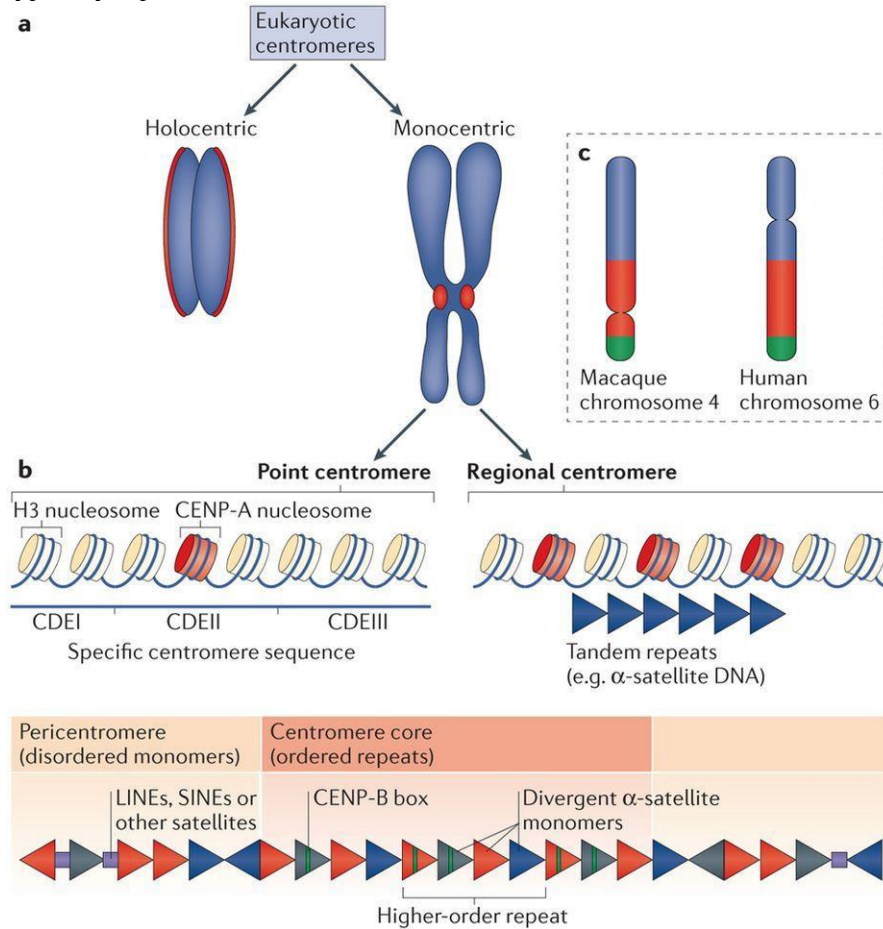 a
Eukaryotic
centromeres
Holocentric
Monocentric
c
Macaque
chromosome 4
Human
chromosome 6
b
Point centromere
Regional centromere
H3 nucleosome
CENP-A nucleosome
CDEI
CDEII
CDEIII
Specific centromere sequence
Tandem repeats
(e.g. α-satellite DNA)
Pericentromere
(disordered monomers)
Centromere core
(ordered repeats)
LINEs, SINEs or
other satellites
CENP-B box
Divergent α-satellite
monomers
Higher-order repeat